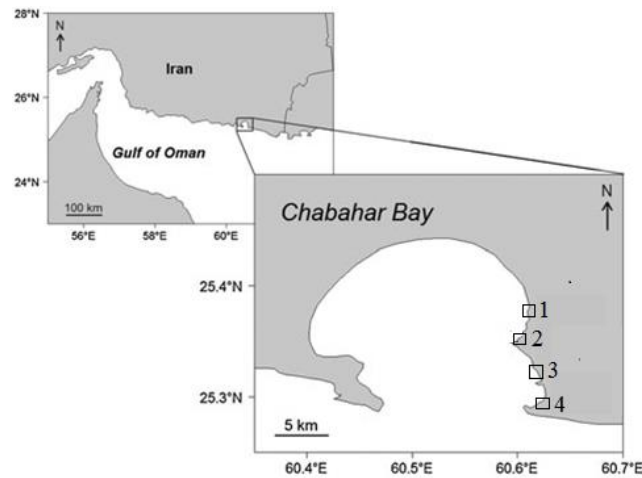 28°N
N
Iran
26°N
Gulf of Oman
24°N
100 km
56°E 58°E 60°E
N
Chabahar Bay
25.4°N
1
2
3
25.3°N
4
5 km
60.4°E 60.5°E 60.6°E 60.7°E